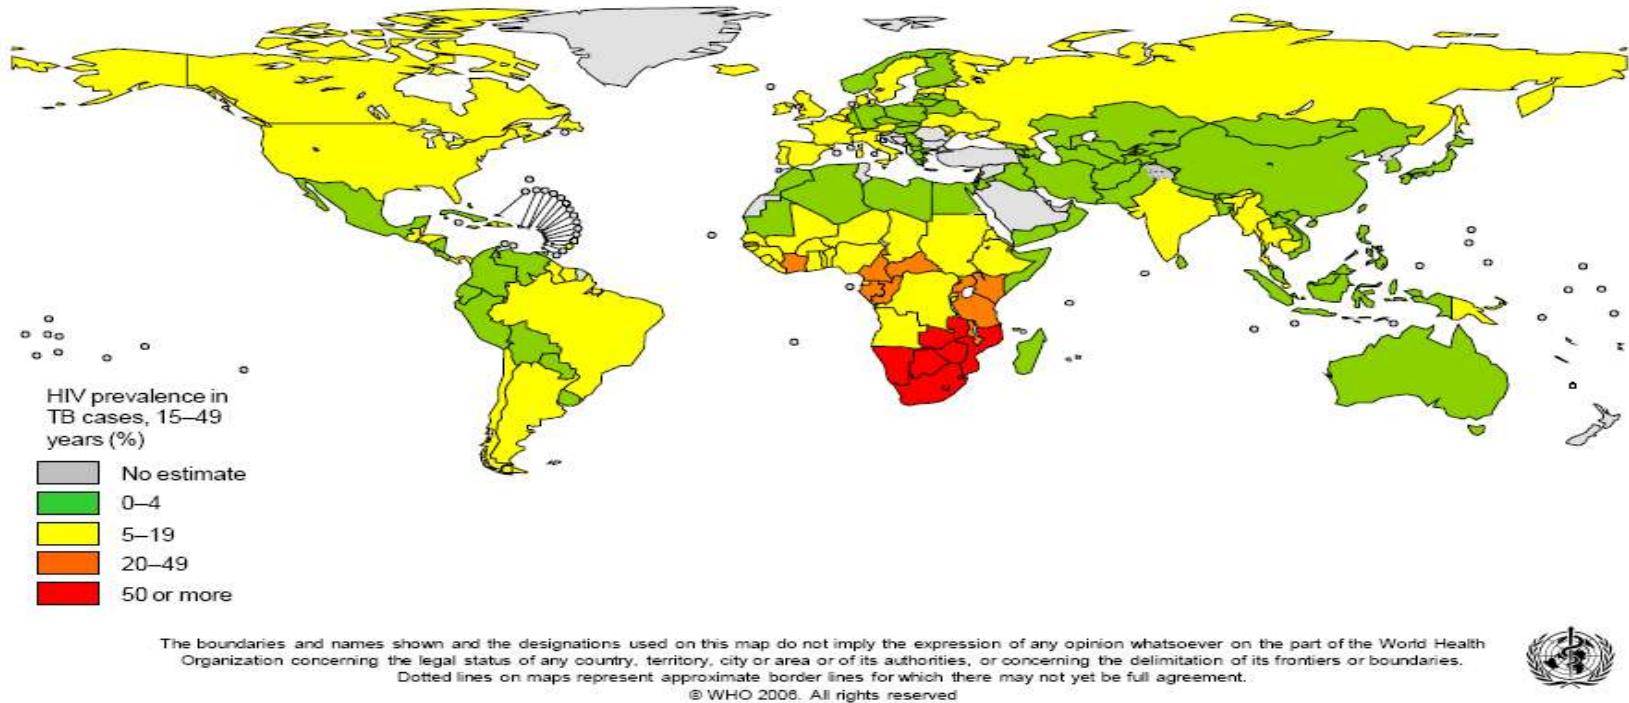 HIV prevalence in
TB cases, 15–49
years (%)
No estimate
0–4
5–19
20–49
50 or more
The boundaries and names shown and the designations used on this map do not imply the expression of any opinion whatsoever on the part of the World Health
Organization concerning the legal status of any country, territory, city or area or of its authorities, or concerning the delimitation of its frontiers or boundaries.
Dotted lines on maps represent approximate border lines for which there may not yet be full agreement.
© WHO 2006. All rights reserved